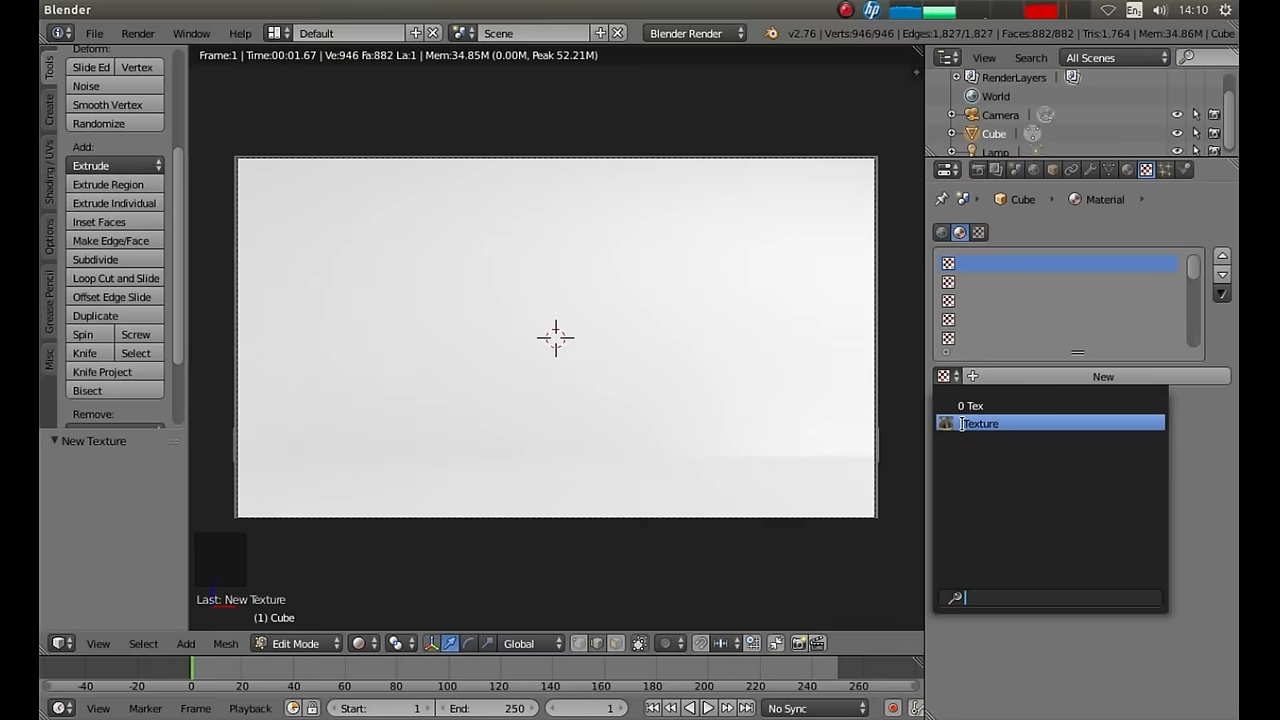 Blender
En2
14:10
File
Render
Window
Help
Default
Scene
Blender Render
v2.76 | Verts:946/946 | Edges:1,827/1,827 | Faces:882/882 | Tris:1,764 | Mem:34.86M | Cube
Frame:1 | Time:00:01.67 | Ve:946 Fa:882 La:1 | Mem:34.85M (0.00M, Peak 52.21M)
Tools
Create
Shading / UVs
Options
Grease Pencil
Misc
Deform:
Slide Ed
Vertex
Noise
Smooth Vertex
Randomize
Add:
Extrude
Extrude Region
Extrude Individual
Inset Faces
Make Edge/Face
Subdivide
Loop Cut and Slide
Offset Edge Slide
Duplicate
Spin
Screw
Knife
Select
Knife Project
Bisect
Remove:
New Texture
Last: New Texture
(1) Cube
View
Select
Add
Mesh
Edit Mode
Global
-40
-20
0
20
40
60
80
100
120
140
160
180
200
220
240
260
View
Marker
Frame
Playback
Start:
1
End:
250
1
No Sync
View
Search
All Scenes
RenderLayers
World
Camera
Cube
Lamp
Cube
Material
New
0 Tex
Texture